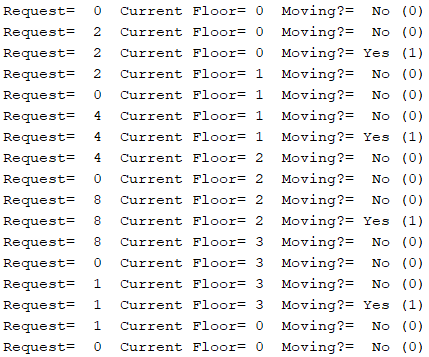 Request=  0  Current Floor= 0  Moving?=  No (0)
Request=  2  Current Floor= 0  Moving?=  No (0)
Request=  2  Current Floor= 0  Moving?= Yes (1)
Request=  2  Current Floor= 1  Moving?=  No (0)
Request=  0  Current Floor= 1  Moving?=  No (0)
Request=  4  Current Floor= 1  Moving?=  No (0)
Request=  4  Current Floor= 1  Moving?= Yes (1)
Request=  4  Current Floor= 2  Moving?=  No (0)
Request=  0  Current Floor= 2  Moving?=  No (0)
Request=  8  Current Floor= 2  Moving?=  No (0)
Request=  8  Current Floor= 2  Moving?= Yes (1)
Request=  8  Current Floor= 3  Moving?=  No (0)
Request=  0  Current Floor= 3  Moving?=  No (0)
Request=  1  Current Floor= 3  Moving?=  No (0)
Request=  1  Current Floor= 3  Moving?= Yes (1)
Request=  1  Current Floor= 0  Moving?=  No (0)
Request=  0  Current Floor= 0  Moving?=  No (0)